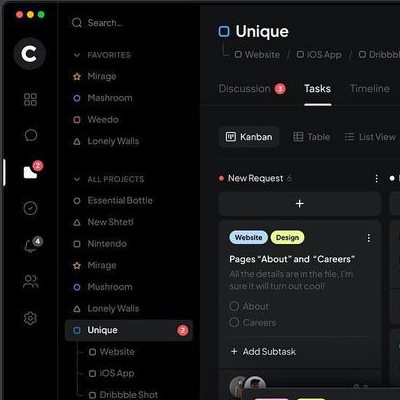 Search...
Unique
Website / iOS App / Dribbbl
C
FAVORITES
Mirage
Mashroom
Weedo
Lonely Walls
Discussion 3 Tasks Timeline
Kanban Table List View
2
ALL PROJECTS
Essential Bottle
New Shtetl
Nintendo
Mirage
Mushroom
Lonely Walls
Unique 2
Website
iOS App
Dribbble Shot
4
New Request 6
+
Website Design
Pages “About” and “Careers”
All the details are in the file, I'm
sure it will turn out cool!
About
Careers
+ Add Subtask